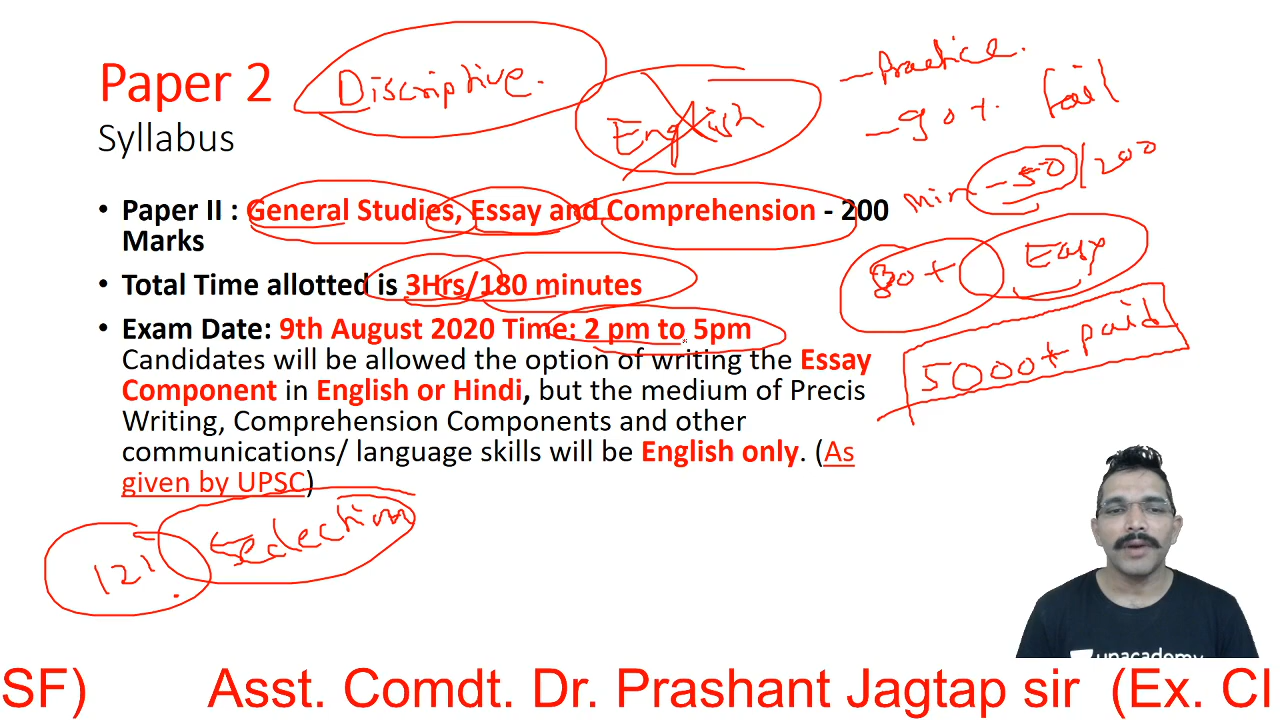 Paper 2
Discriptive.
English
Syllabus
- Practice.
- 90 +. fail
min - 50/200
80+ Easy
5000+ paid
• Paper II : General Studies, Essay and Comprehension - 200
Marks
• Total Time allotted is 3Hrs/180 minutes
• Exam Date: 9th August 2020 Time: 2 pm to 5pm
Candidates will be allowed the option of writing the Essay
Component in English or Hindi, but the medium of Precis
Writing, Comprehension Components and other
communications/ language skills will be English only. (As
given by UPSC)
121 Selection
unacademy
SF) Asst. Comdt. Dr. Prashant Jagtap sir (Ex. CI